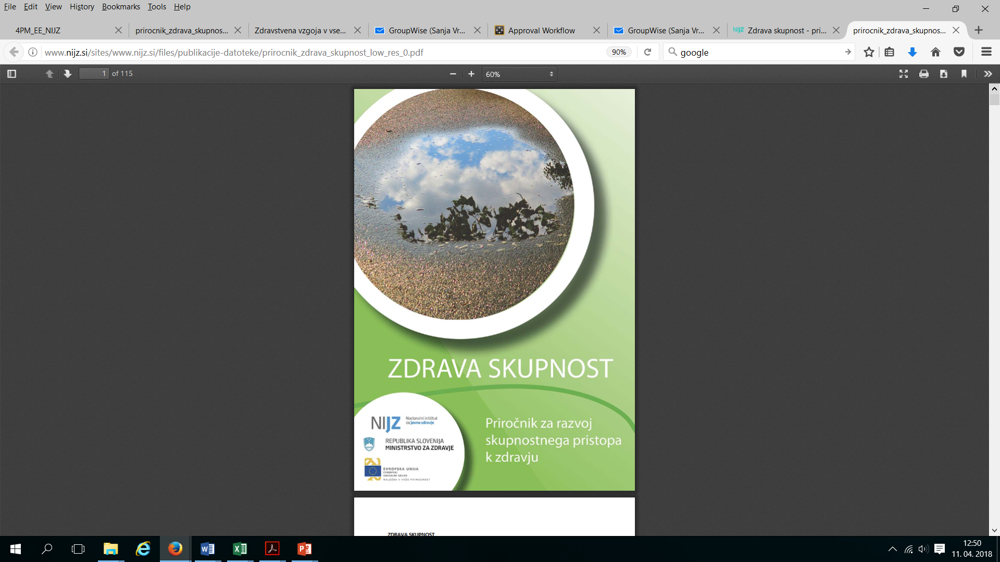 File Edit View History Bookmarks Tools Help
4PM_EE_NIJZ
prirocnik_zdrava_skupnos...
Zdravstvena vzgoja v vse...
GroupWise (Sanja Vr...
Approval Workflow
GroupWise (Sanja Vr...
Zdrava skupnost - pri...
prirocnik_zdrava_skupnos...
www.nijz.si/sites/www.nijz.si/files/publikacije-datoteke/prirocnik_zdrava_skupnost_low_res_0.pdf
90%
google
1 of 115
60%
ZDRAVA SKUPNOST
NIJZ
Nacionalni inštitut
za javno zdravje
REPUBLIKA SLOVENIJA
MINISTRSTVO ZA ZDRAVJE
EVROPSKA UNIJA
EVROPSKI
SOCIALNI SKLAD
NALOŽBA V VAŠO PRIHODNOST
Priročnik za razvoj
skupnostnega pristopa
k zdravju
ZDRAVA SKUPNOST
12:50
11. 04. 2018